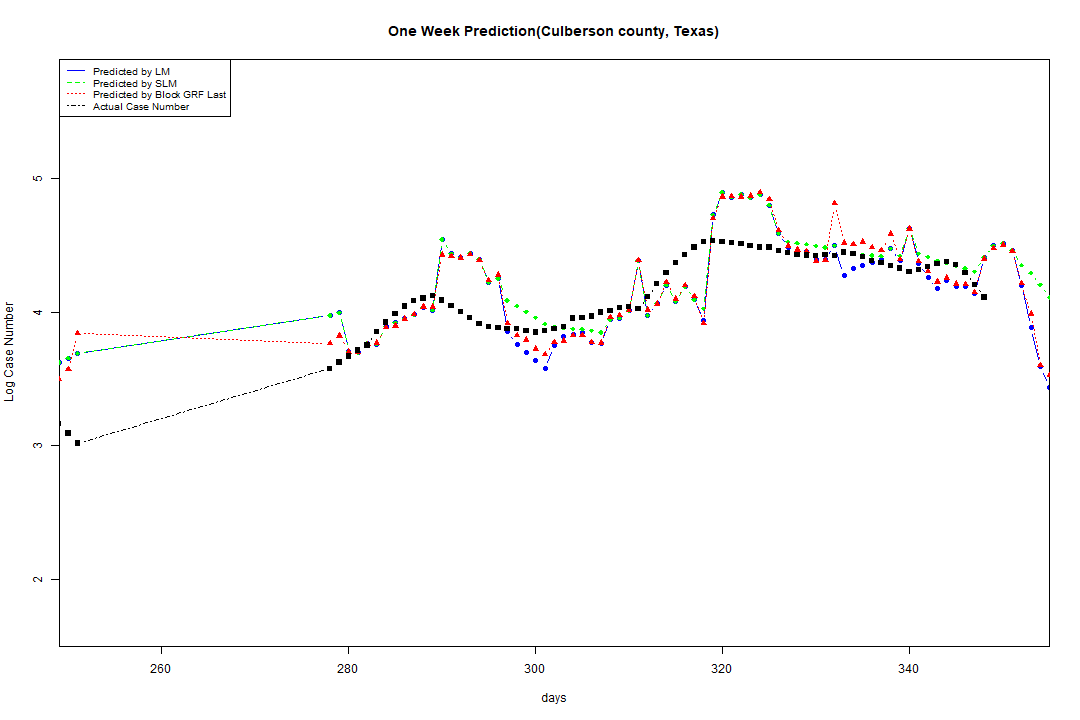 One Week Prediction(Culberson county, Texas)
Predicted by LM
Predicted by SLM
Predicted by Block GRF Last
Actual Case Number
5
4
3
2
Log Case Number
260 280 300 320 340
days